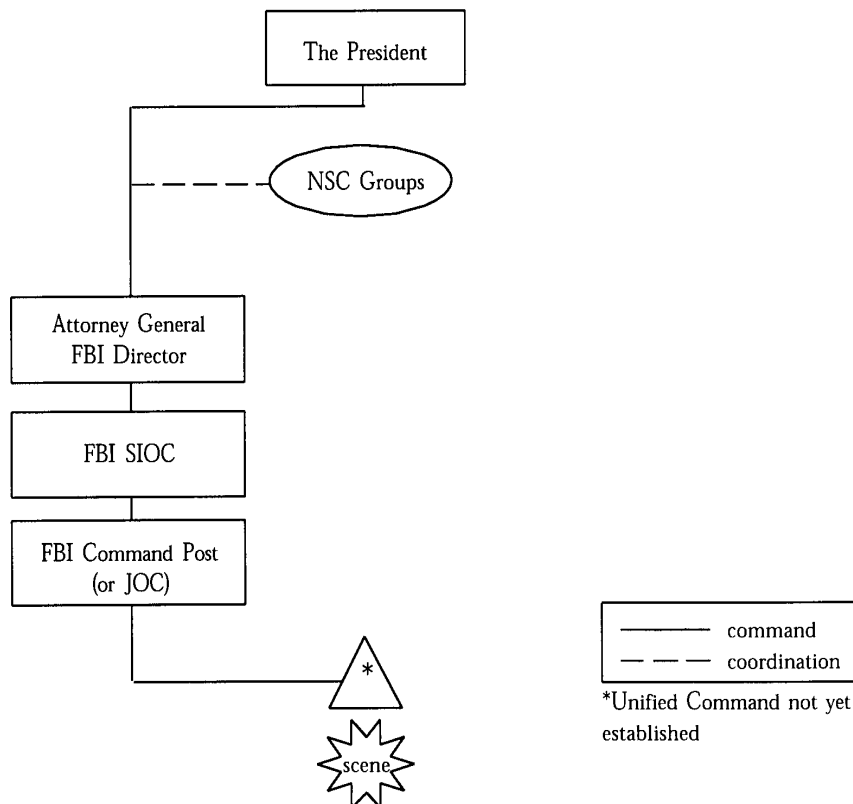 The President
NSC Groups
Attorney General
FBI Director
FBI SIOC
FBI Command Post
(or JOC)
*
scene
command
coordination
*Unified Command not yet
established